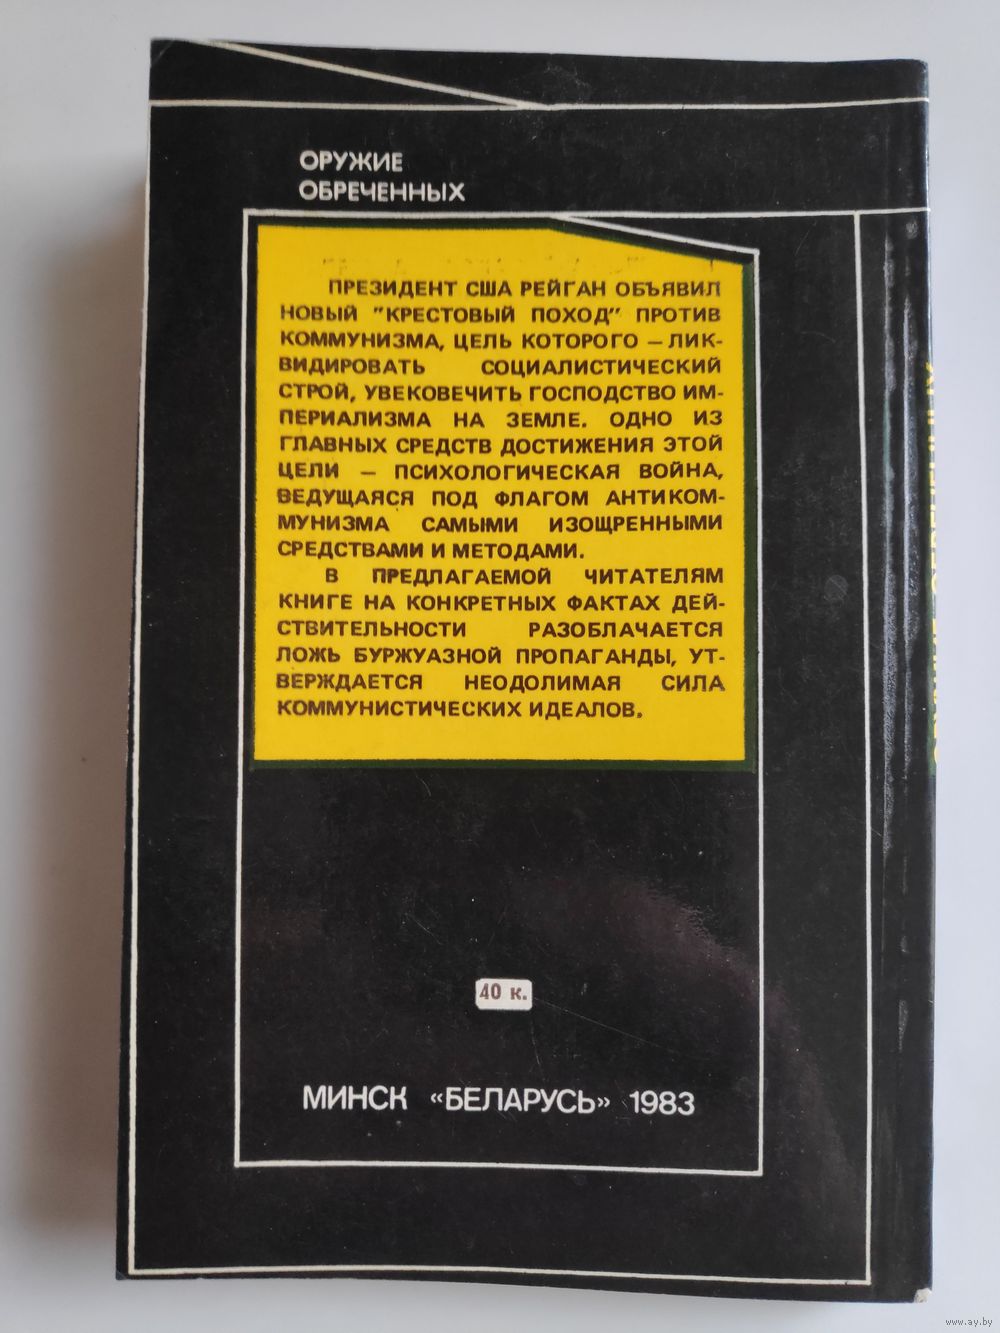 ОРУЖИЕ
ОБРЕЧЕННЫХ
ПРЕЗИДЕНТ США РЕЙГАН ОБЪЯВИЛ
НОВЫЙ "КРЕСТОВЫЙ ПОХОД" ПРОТИВ
КОММУНИЗМА, ЦЕЛЬ КОТОРОГО — ЛИК-
ВИДИРОВАТЬ СОЦИАЛИСТИЧЕСКИЙ
СТРОЙ, УВЕКОВЕЧИТЬ ГОСПОДСТВО ИМ-
ПЕРИАЛИЗМА НА ЗЕМЛЕ. ОДНО ИЗ
ГЛАВНЫХ СРЕДСТВ ДОСТИЖЕНИЯ ЭТОЙ
ЦЕЛИ — ПСИХОЛОГИЧЕСКАЯ ВОЙНА,
ВЕДУЩАЯСЯ ПОД ФЛАГОМ АНТИКОМ-
МУНИЗМА САМЫМИ ИЗОЩРЕННЫМИ
СРЕДСТВАМИ И МЕТОДАМИ.
В ПРЕДЛАГАЕМОЙ ЧИТАТЕЛЯМ
КНИГЕ НА КОНКРЕТНЫХ ФАКТАХ ДЕЙ-
СТВИТЕЛЬНОСТИ РАЗОБЛАЧАЕТСЯ
ЛОЖЬ БУРЖУАЗНОЙ ПРОПАГАНДЫ, УТ-
ВЕРЖДАЕТСЯ НЕОДОЛИМАЯ СИЛА
КОММУНИСТИЧЕСКИХ ИДЕАЛОВ.
40 к.
МИНСК «БЕЛАРУСЬ» 1983
www.ay.by